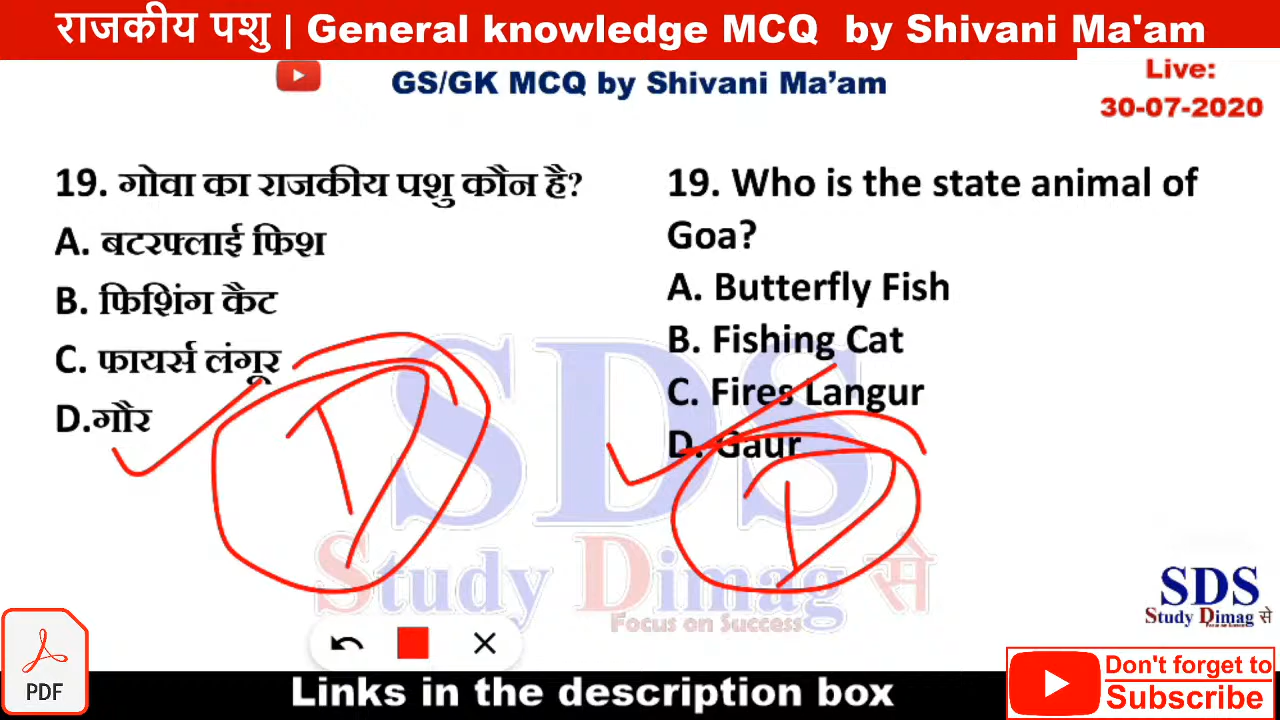 राजकीय पशु | General knowledge MCQ by Shivani Ma'am
GS/GK MCQ by Shivani Ma’am
Live:
30-07-2020
19. गोवा का राजकीय पशु कौन है?
A. बटरफ्लाई फिश
B. फिशिंग कैट
C. फायर्स लंगूर
D.गौर
19. Who is the state animal of
Goa?
A. Butterfly Fish
B. Fishing Cat
C. Fires Langur
D. Gaur
D
D
SDS
Study Dimag से
Focus on Success
SDS
Study Dimag से
Focus on Success
PDF
Links in the description box
Don't forget to
Subscribe